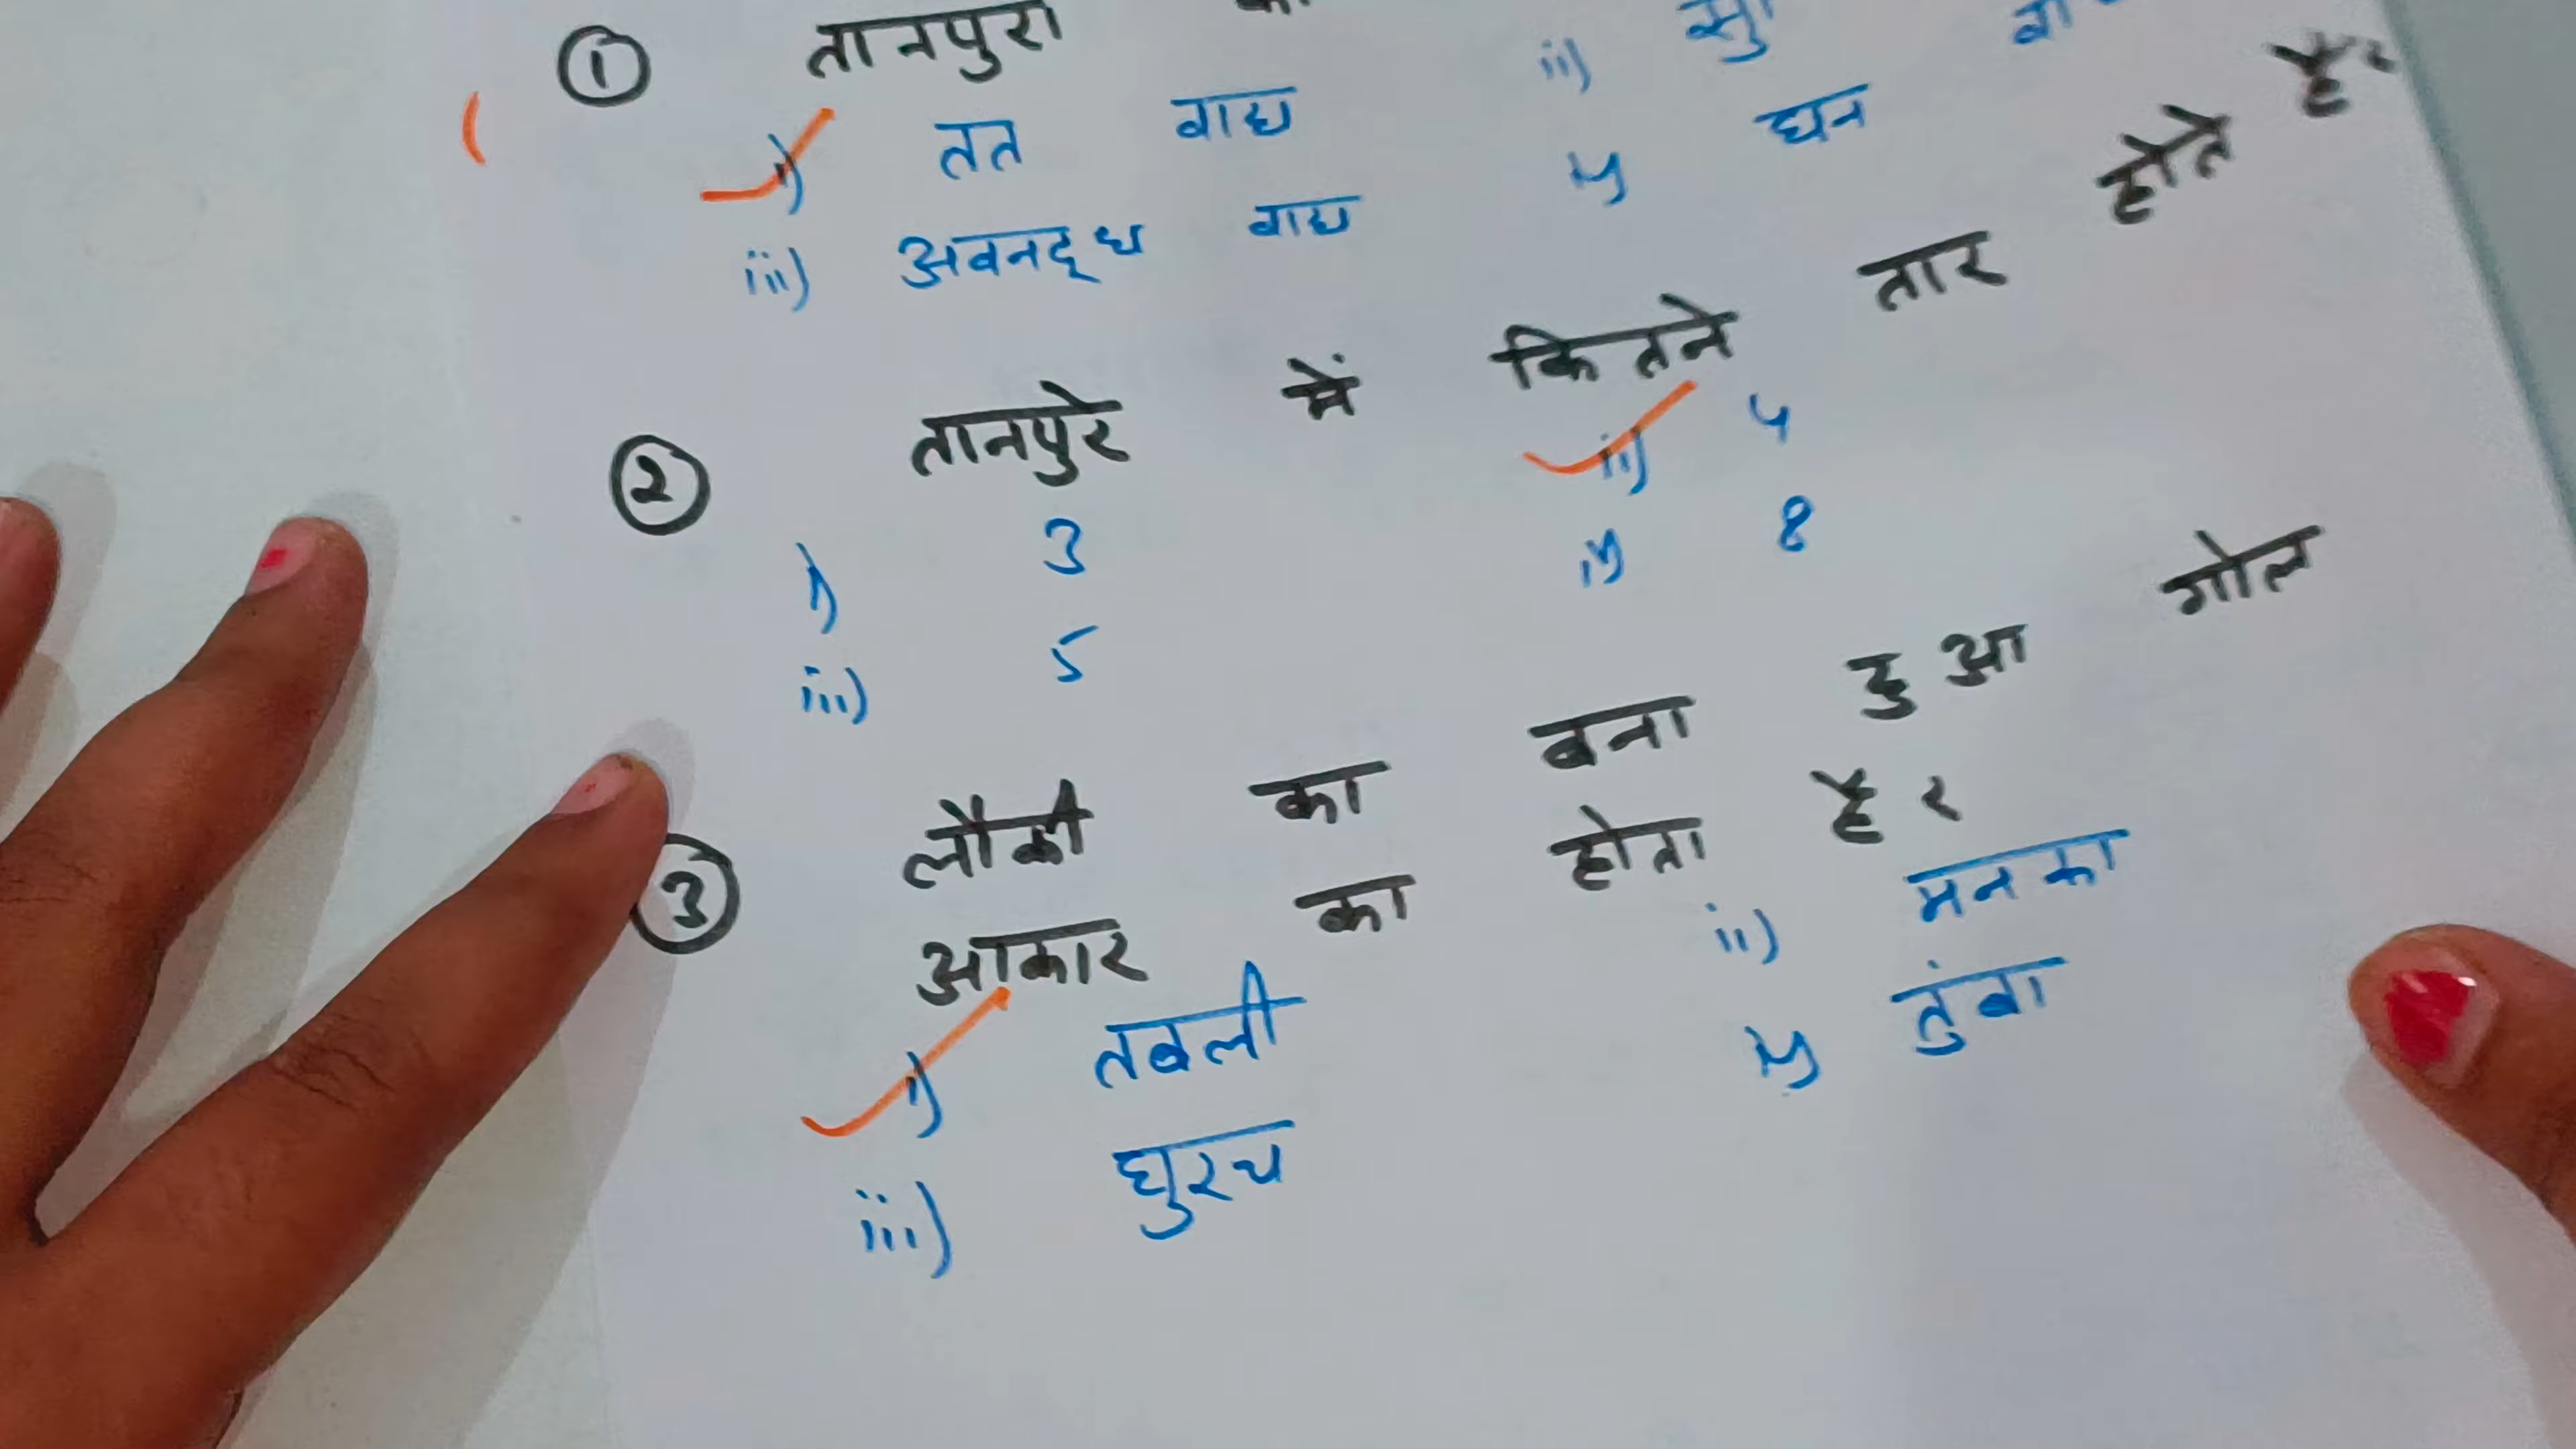 ① तानपुरा
ii) सु
i) तत वाद्य
iv) घन
iii) अवनद्ध वाद्य
② तानपुरे में कितने तार होते है?
i) 3 ii) 4
iii) 5 iv) 8
③ लौकी का बना हुआ गोल
आकार का होता है?
i) तबली ii) मनका
iii) घुरच iv) तुंबा